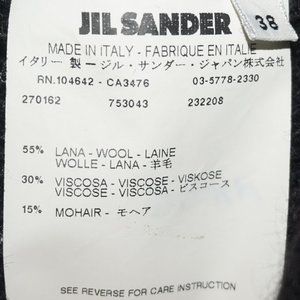 JIL SANDER
38
MADE IN ITALY - FABRIQUE EN ITALIE
イタリー製 ージル・サンダー・ジャパン株式会社
RN.104642 - CA3476 03-5778-2330
270162 753043 232208
55% LANA - WOOL - LAINE
WOLLE - LANA - 羊毛
30% VISCOSA - VISCOSE - VISKOSE
VISCOSE - VISCOSA - ビスコース
15% MOHAIR - モヘア
SEE REVERSE FOR CARE INSTRUCTION